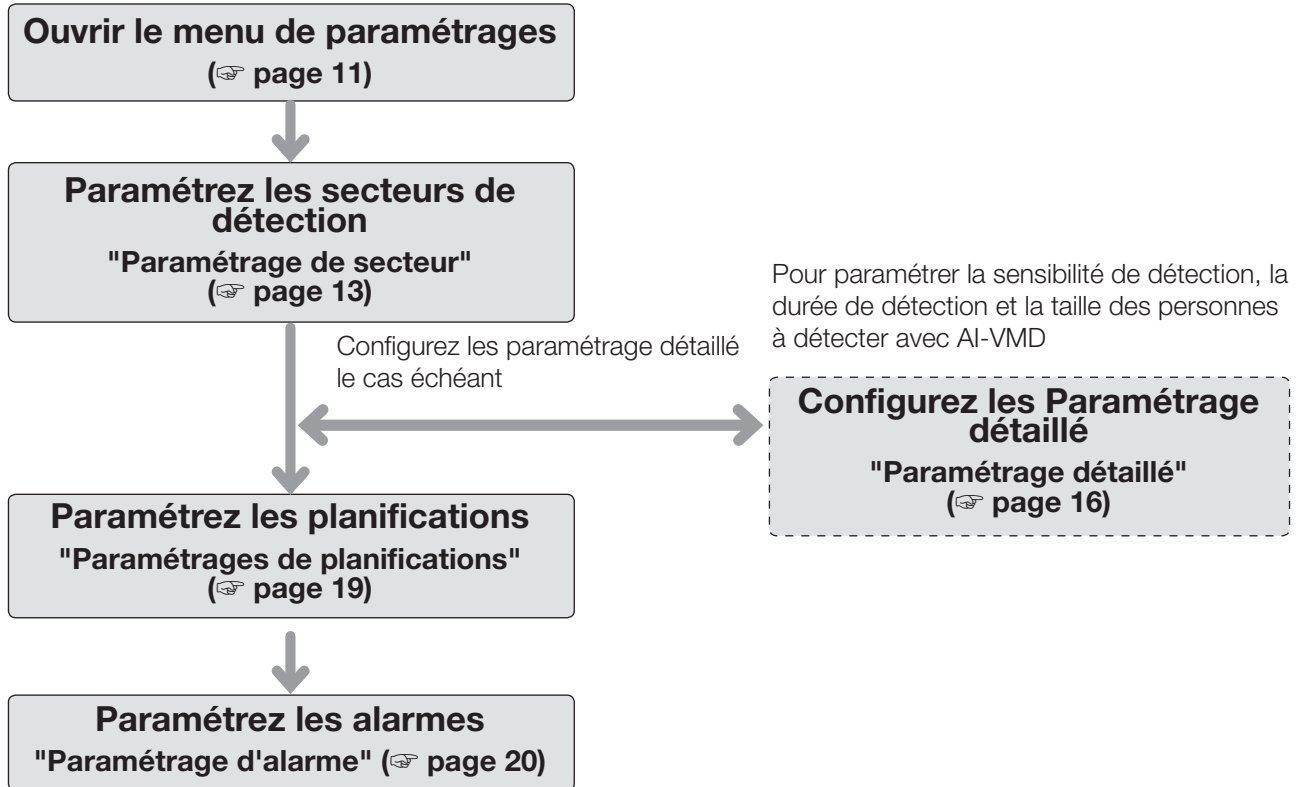 Ouvrir le menu de paramétrages
(☞ page 11)
Paramétrez les secteurs de
détection
"Paramétrage de secteur"
(☞ page 13)
Configurez les paramétrage détaillé
le cas échéant
Pour paramétrer la sensibilité de détection, la
durée de détection et la taille des personnes
à détecter avec AI-VMD
Configurez les Paramétrage
détaillé
"Paramétrage détaillé"
(☞ page 16)
Paramétrez les planifications
"Paramétrages de planifications"
(☞ page 19)
Paramétrez les alarmes
"Paramétrage d'alarme" (☞ page 20)